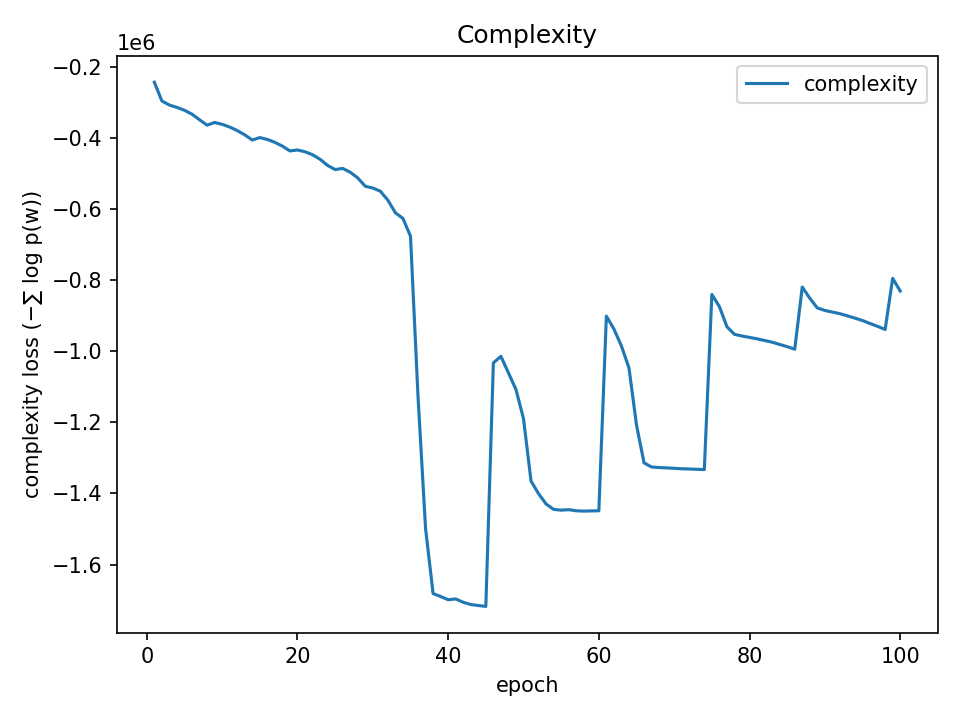 Complexity
1e6
complexity
−0.2
−0.4
−0.6
−0.8
−1.0
−1.2
−1.4
−1.6
complexity loss (−∑ log p(w))
0 20 40 60 80 100
epoch